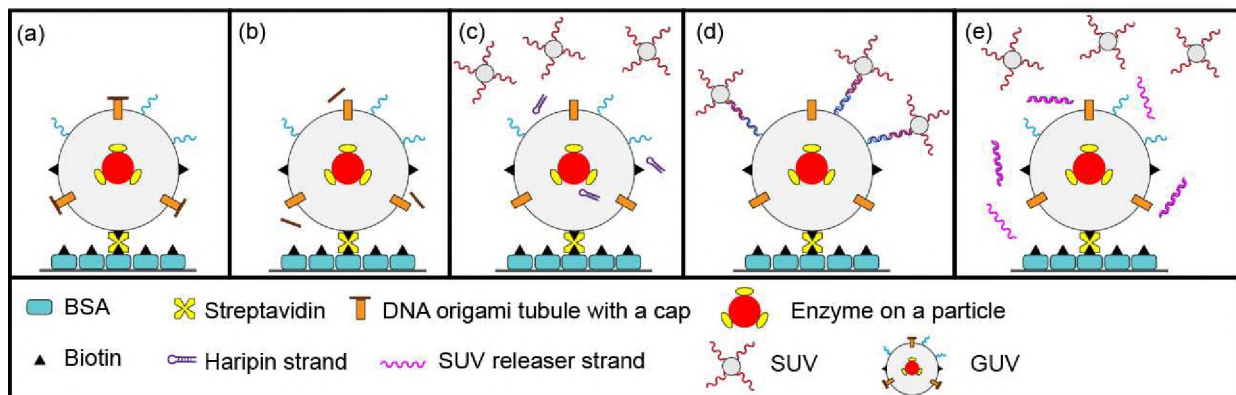 (a) (b) (c) (d) (e)
BSA Streptavidin DNA origami tubule with a cap Enzyme on a particle
Biotin Haripin strand SUV releaser strand SUV GUV